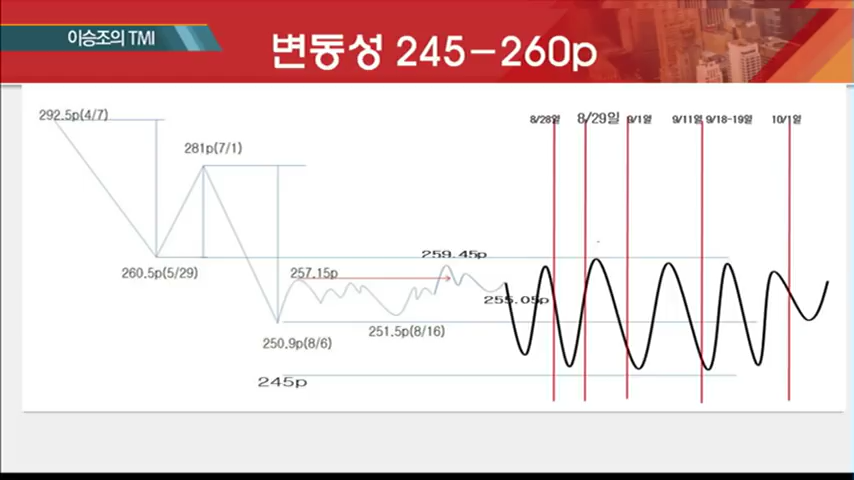 이승조의 TMI
변동성 245-260p
292.5p(4/7)
8/28일
8/29일
9/1일
9/11일
9/18-19일
10/1일
281p(7/1)
259.45p
260.5p(5/29)
257.15p
255.05p
250.9p(8/6)
251.5p(8/16)
245p